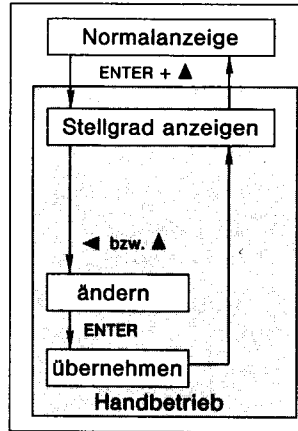 Normalanzeige
ENTER + ▲
Stellgrad anzeigen
◄ bzw. ▲
ändern
ENTER
übernehmen
Handbetrieb